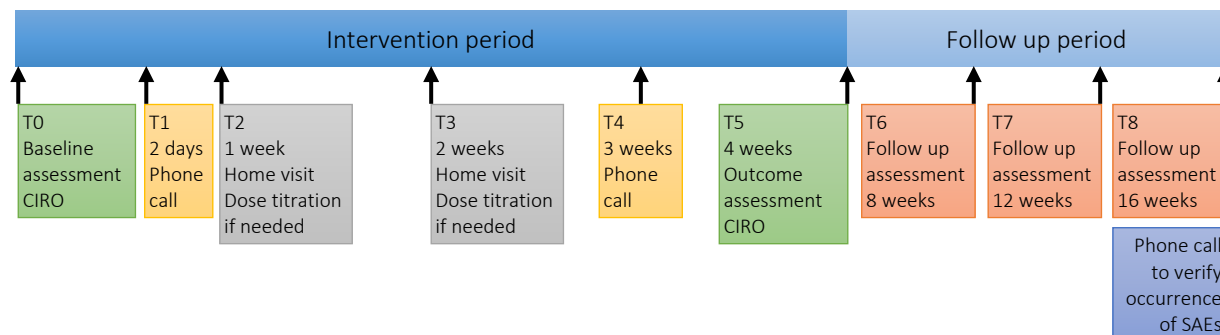 Intervention period
Follow up period
T0
Baseline
assessment
CIRO
T1
2 days
Phone
call
T2
1 week
Home visit
Dose titration
if needed
T3
2 weeks
Home visit
Dose titration
if needed
T4
3 weeks
Phone
call
T5
4 weeks
Outcome
assessment
CIRO
T6
Follow up
assessment
8 weeks
T7
Follow up
assessment
12 weeks
T8
Follow up
assessment
16 weeks
Phone call
to verify
occurrence
of SAEs